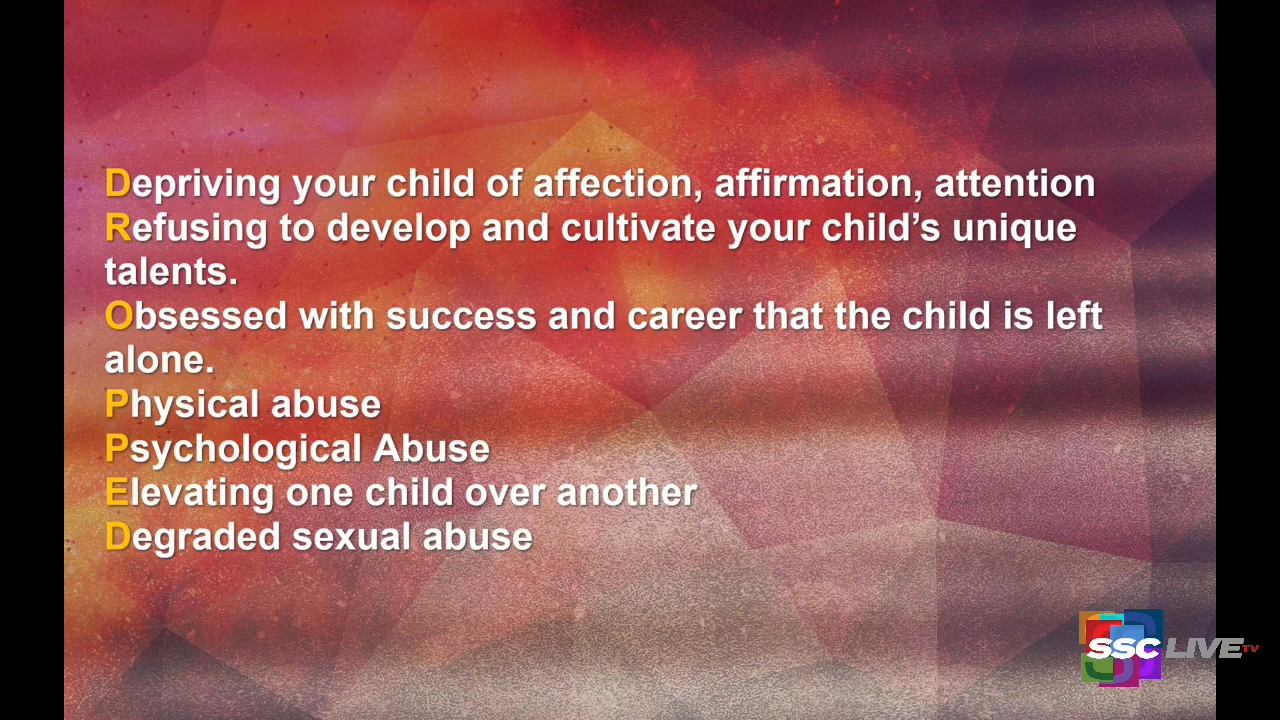 Depriving your child of affection, affirmation, attention
Refusing to develop and cultivate your child’s unique
talents.
Obsessed with success and career that the child is left
alone.
Physical abuse
Psychological Abuse
Elevating one child over another
Degraded sexual abuse
SSC LIVE TV